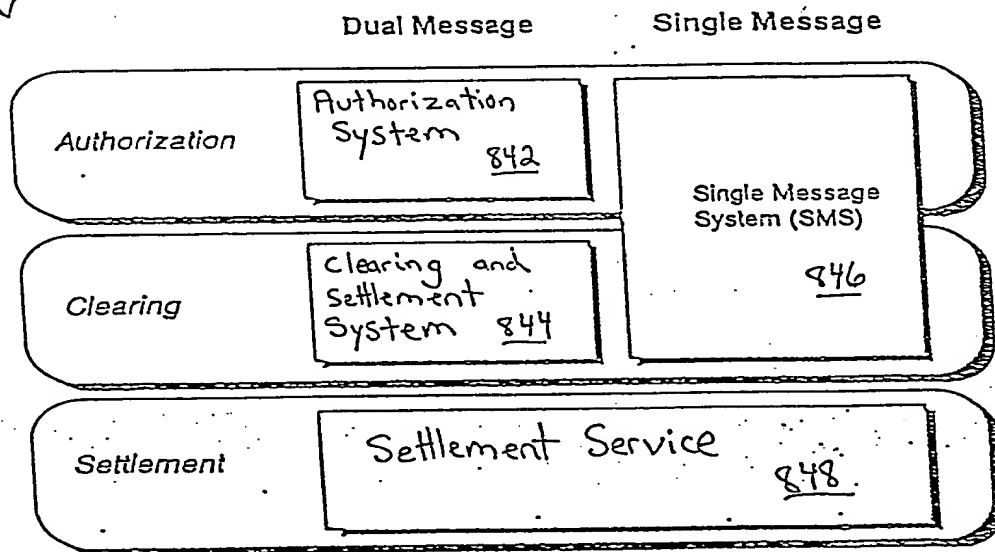 Dual Message
Single Message
Authorization
Authorization
System
842
Single Message
System (SMS)
846
Clearing
Clearing and
Settlement
System 844
Settlement
Settlement Service
848